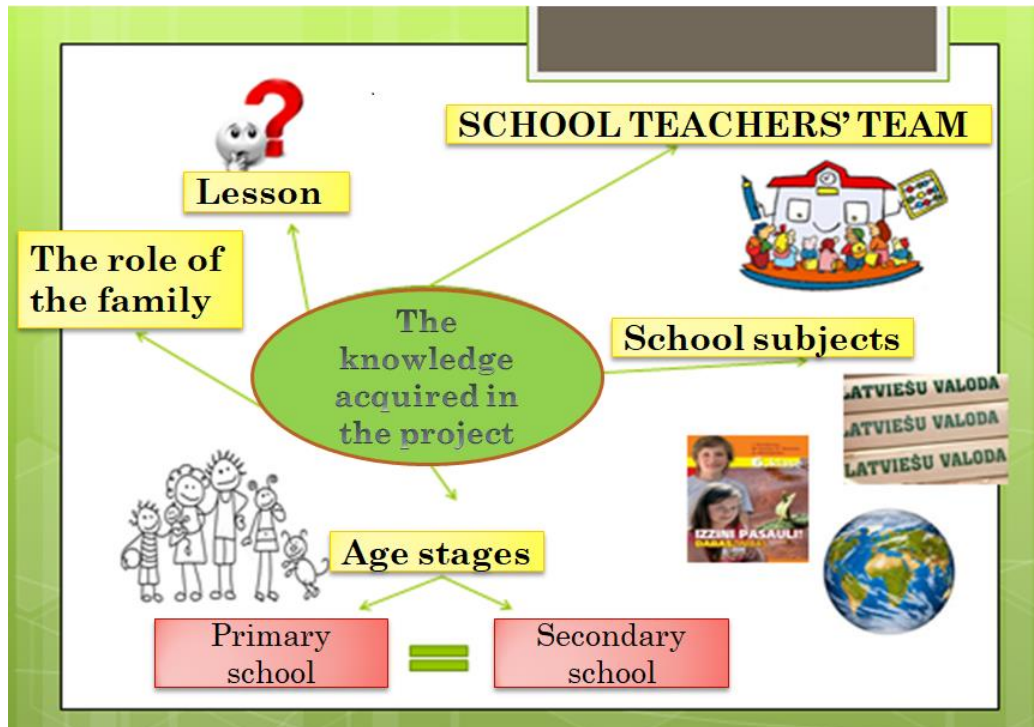 SCHOOL TEACHERS' TEAM
Lesson
The role of
the family
The
knowledge
acquired in
the project
School subjects
LATVIEŠU VALODA
LATVIEŠU VALODA
LATVIEŠU VALODA
IZZINI PASAULI!
Age stages
Primary
school
=
Secondary
school